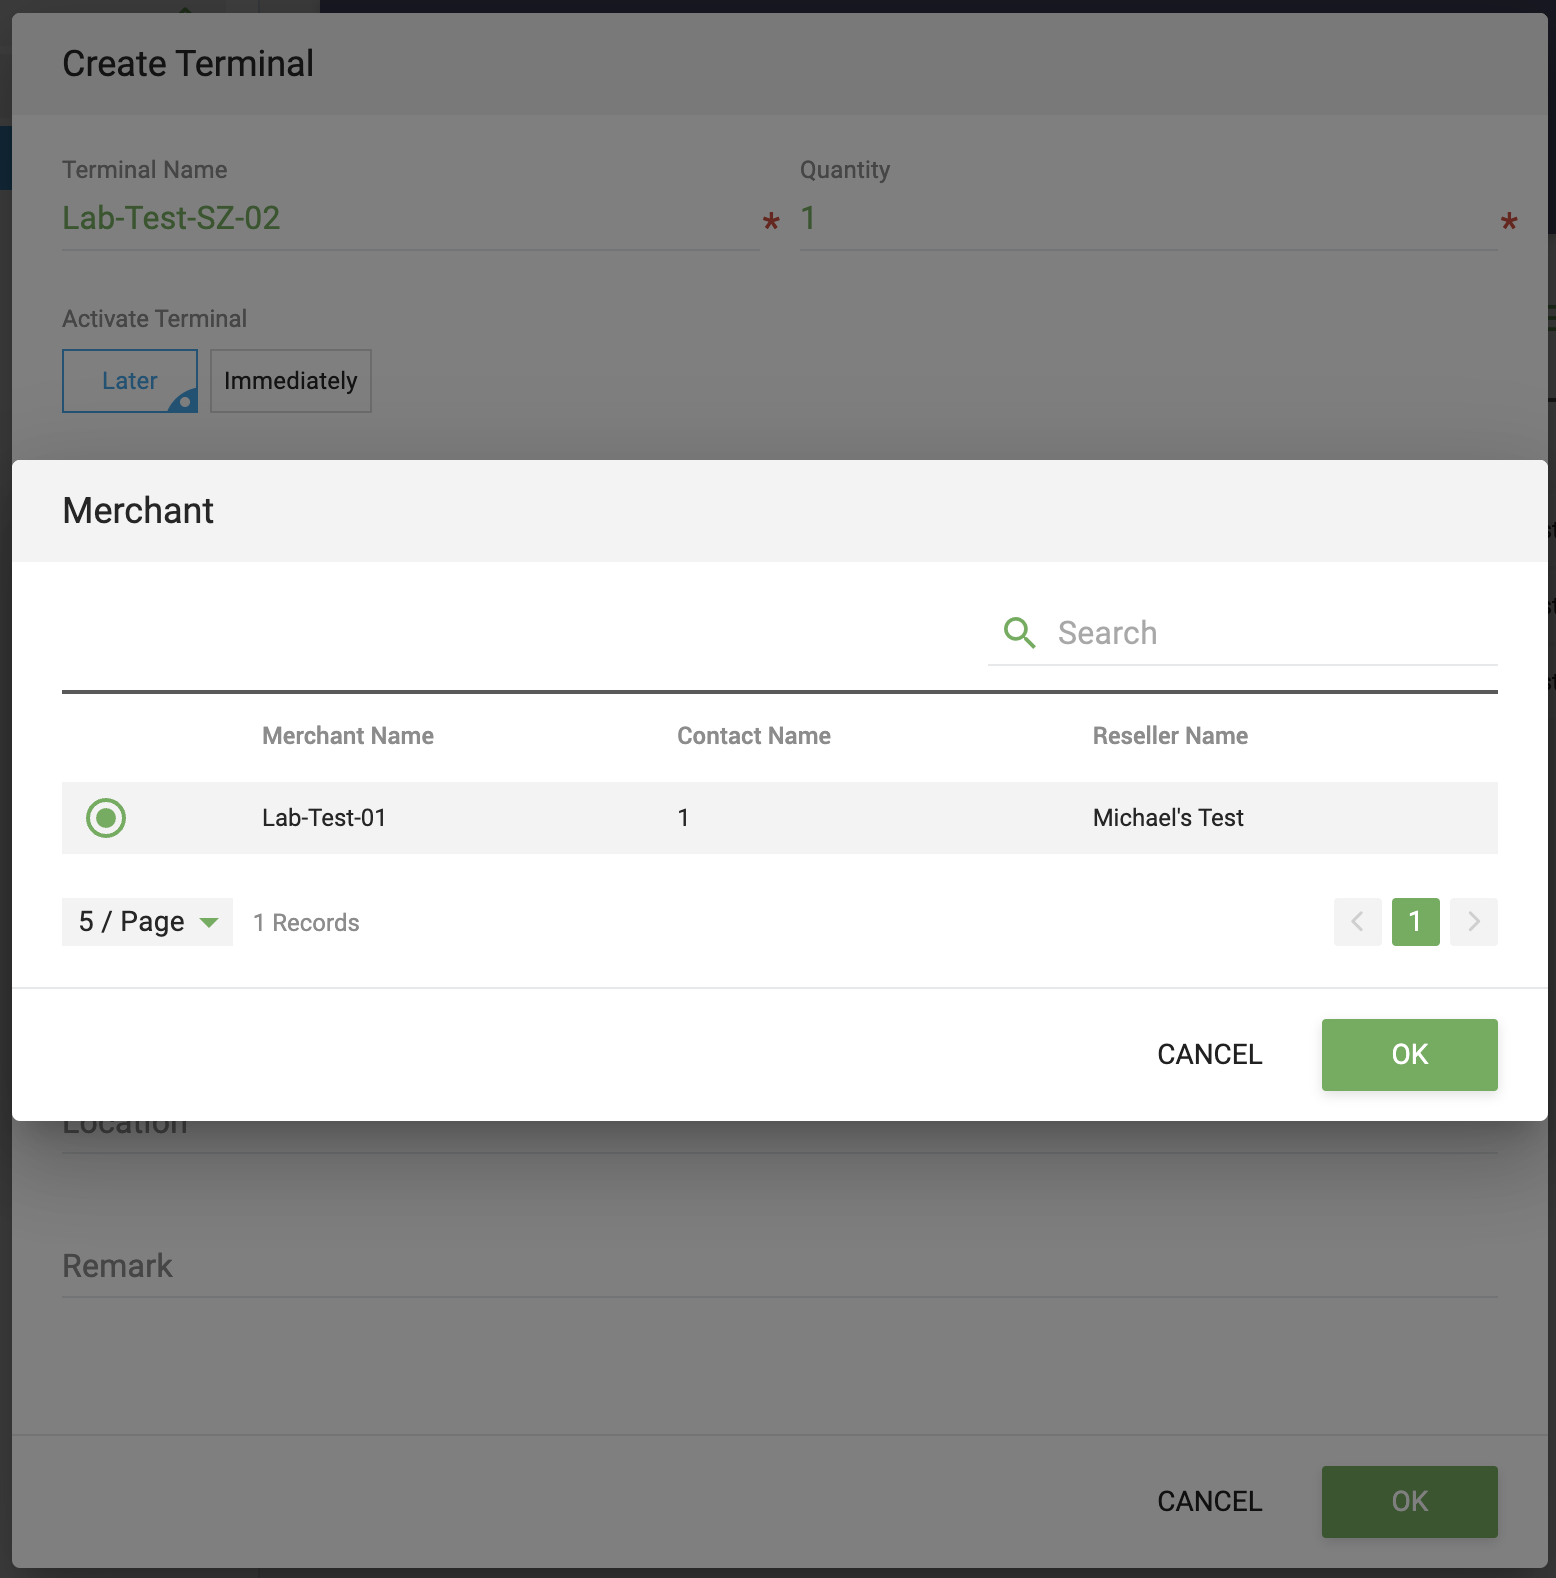 Create Terminal
Terminal Name Quantity
Lab-Test-SZ-02 * 1 *
Activate Terminal
Later Immediately
Merchant
Search
Merchant Name Contact Name Reseller Name
Lab-Test-01 1 Michael's Test
5 / Page 1 Records 1
CANCEL OK
Location
Remark
CANCEL OK